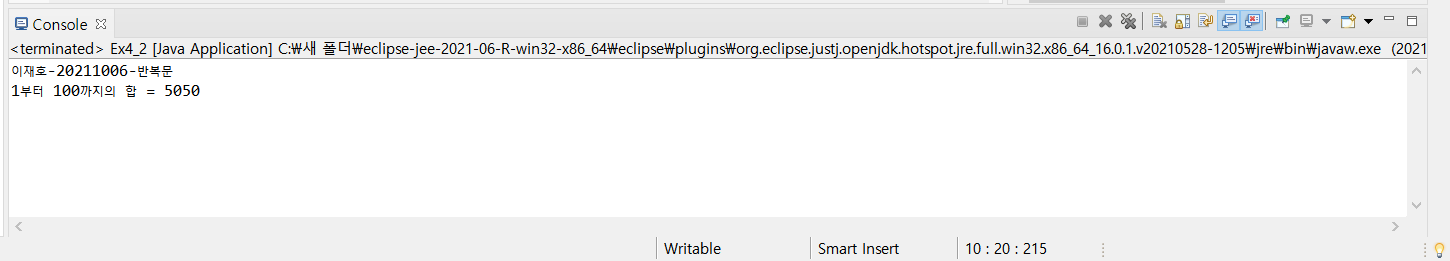 Console
<terminated> Ex4_2 [Java Application] C:₩새 폴더₩eclipse-jee-2021-06-R-win32-x86_64₩eclipse₩plugins₩org.eclipse.justj.openjdk.hotspot.jre.full.win32.x86_64_16.0.1.v20210528-1205₩jre₩bin₩javaw.exe (2021
이재호-20211006-반복문
1부터 100까지의 합 = 5050
Writable Smart Insert 10 : 20 : 215